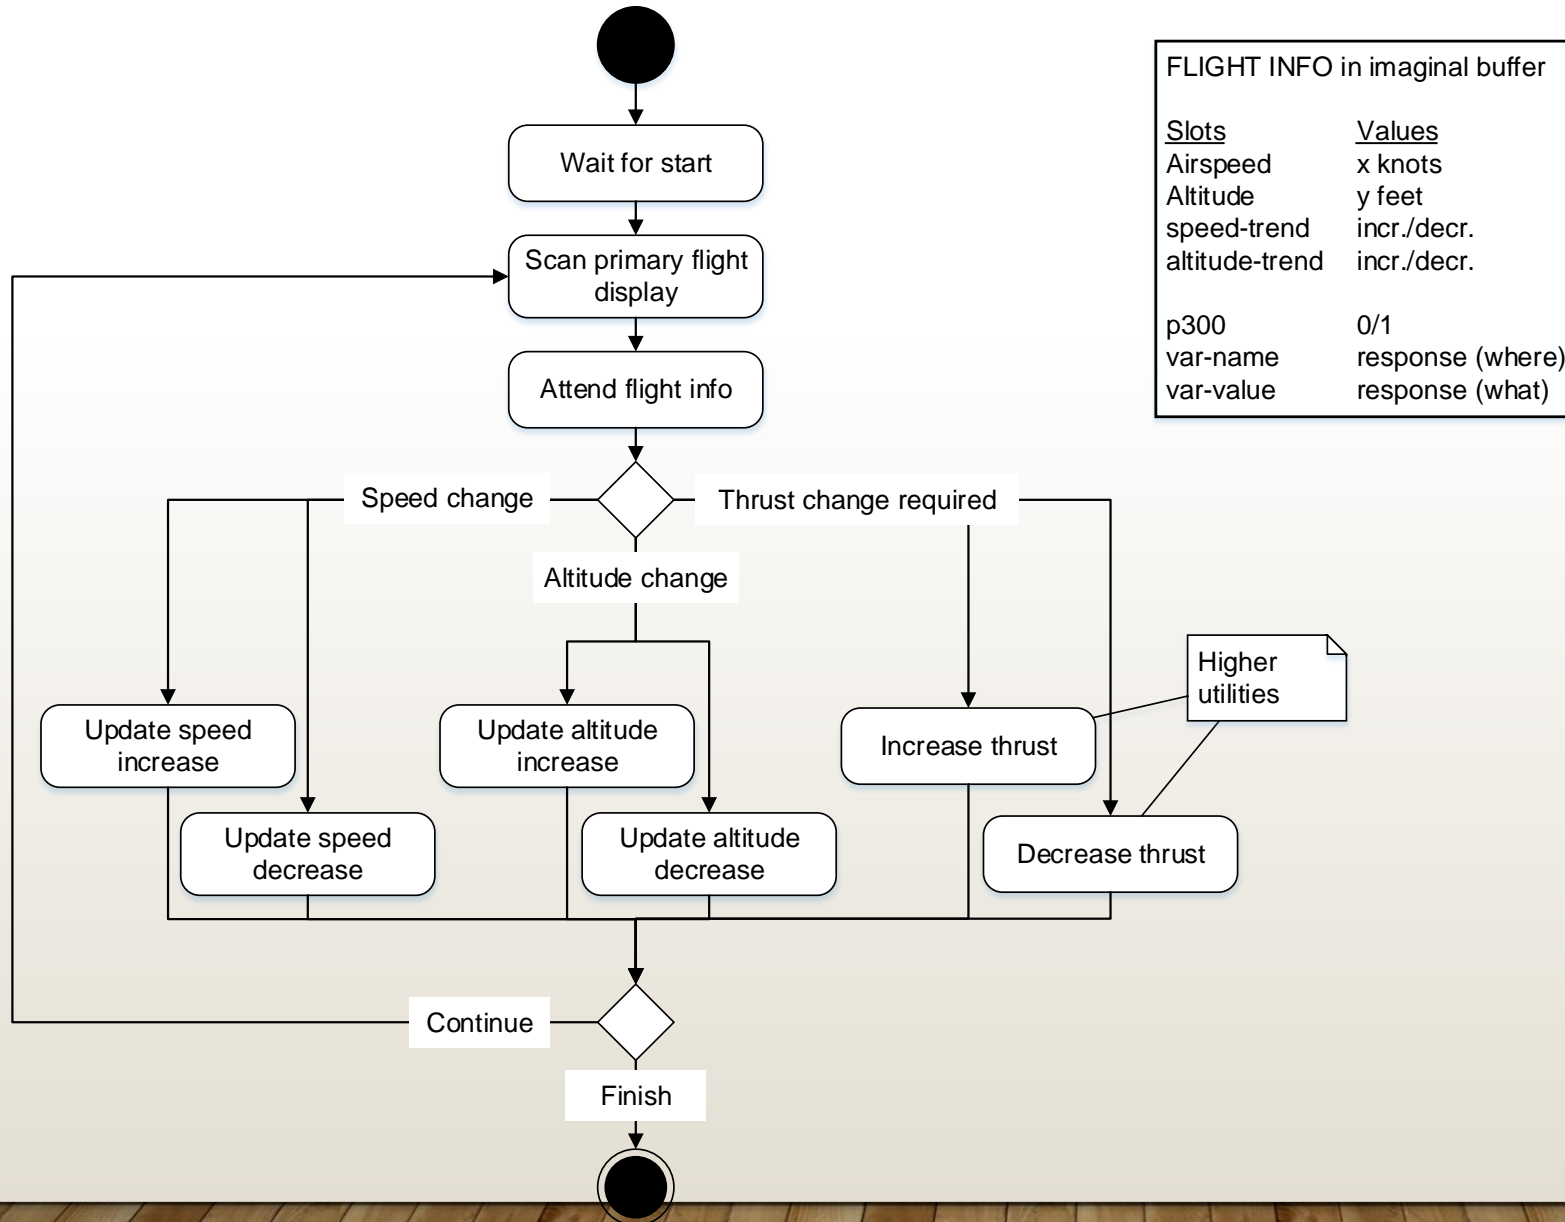 FLIGHT INFO in imaginal buffer
Slots Values
Airspeed x knots
Altitude y feet
speed-trend incr./decr.
altitude-trend incr./decr.
p300 0/1
var-name response (where)
var-value response (what)
Wait for start
Scan primary flight
display
Attend flight info
Speed change
Thrust change required
Altitude change
Higher
utilities
Update speed
increase
Update altitude
increase
Increase thrust
Update speed
decrease
Update altitude
decrease
Decrease thrust
Continue
Finish